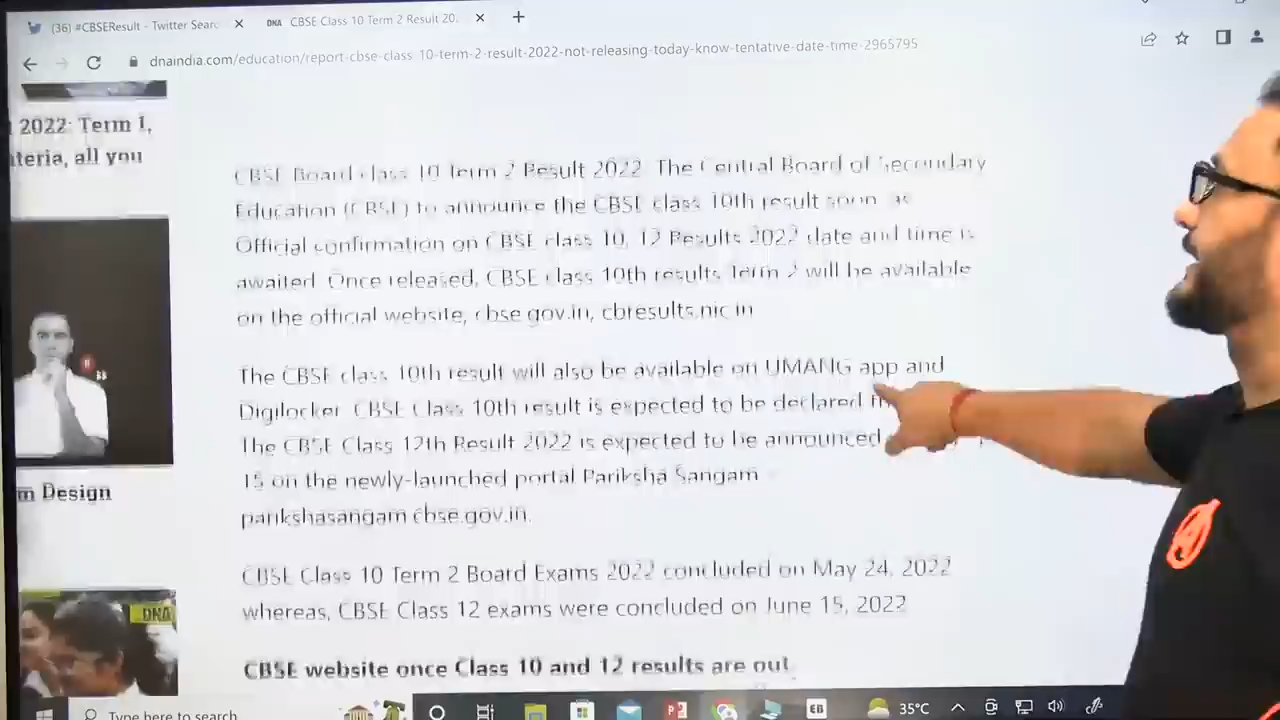 (36) #CBSEResult - Twitter Searc
DNA CBSE Class 10 Term 2 Result 20
dnaindia.com/education/report-cbse-class-10-term-2-result-2022-not-releasing-today-know-tentative-date-time-2965795
2022: Term 1,
all you
CBSE Board class 10 Term 2 Result 2022: The Central Board of Secondary
Education (CBSE) to announce the CBSE class 10th result soon as
Official confirmation on CBSE class 10, 12 Results 2022 date and time is
awaited. Once released, CBSE class 10th results Term 2 will be available
on the official website, cbse.gov.in, cbresults.nic.in
The CBSE class 10th result will also be available on UMANG app and
Digilocker. CBSE Class 10th result is expected to be declared
The CBSE Class 12th Result 2022 is expected to be announced
15 on the newly-launched portal Pariksha Sangam
parikshasangam.cbse.gov.in.
m Design
DNA
CBSE Class 10 Term 2 Board Exams 2022 concluded on May 24, 2022
whereas, CBSE Class 12 exams were concluded on June 15, 2022
CBSE website once Class 10 and 12 results are out
Type here to search
EB
35°C